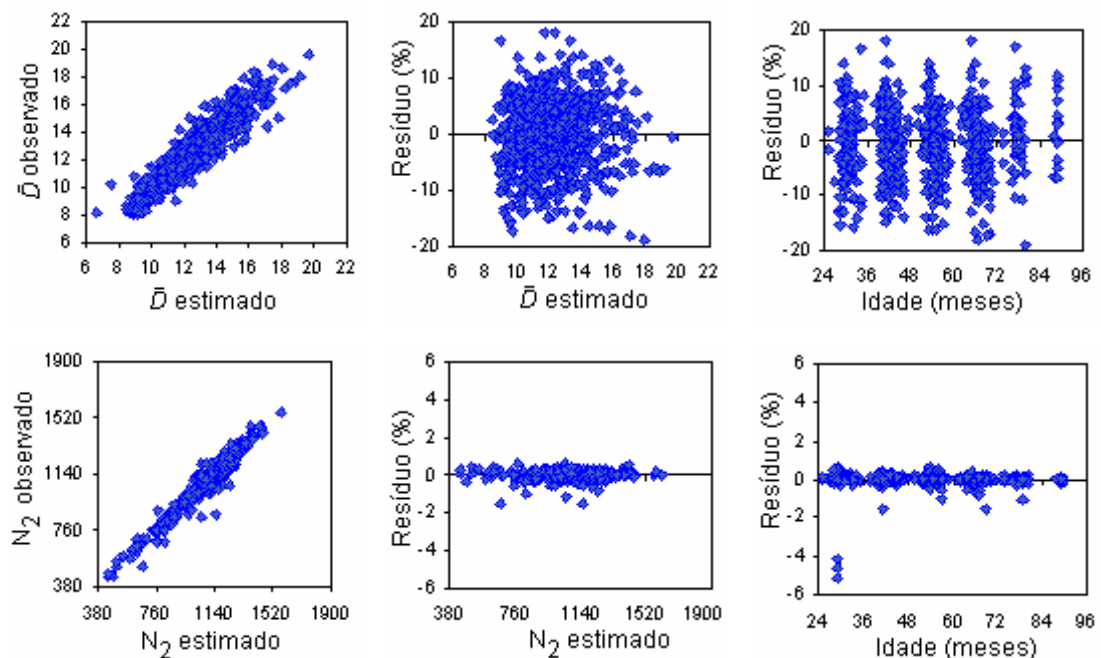 22
20
18
16
14
12
10
8
6
6 8 10 12 14 16 18 20 22
D̄ observado
D̄ estimado
20
10
0
-10
-20
6 8 10 12 14 16 18 20 22
Resíduo (%)
D̄ estimado
20
10
0
-10
-20
24 36 48 60 72 84 96
Resíduo (%)
Idade (meses)
1900
1520
1140
760
380
380 760 1140 1520 1900
N₂ observado
N₂ estimado
6
4
2
0
-2
-4
-6
380 760 1140 1520 1900
Resíduo (%)
N₂ estimado
6
4
2
0
-2
-4
-6
24 36 48 60 72 84 96
Resíduo (%)
Idade (meses)